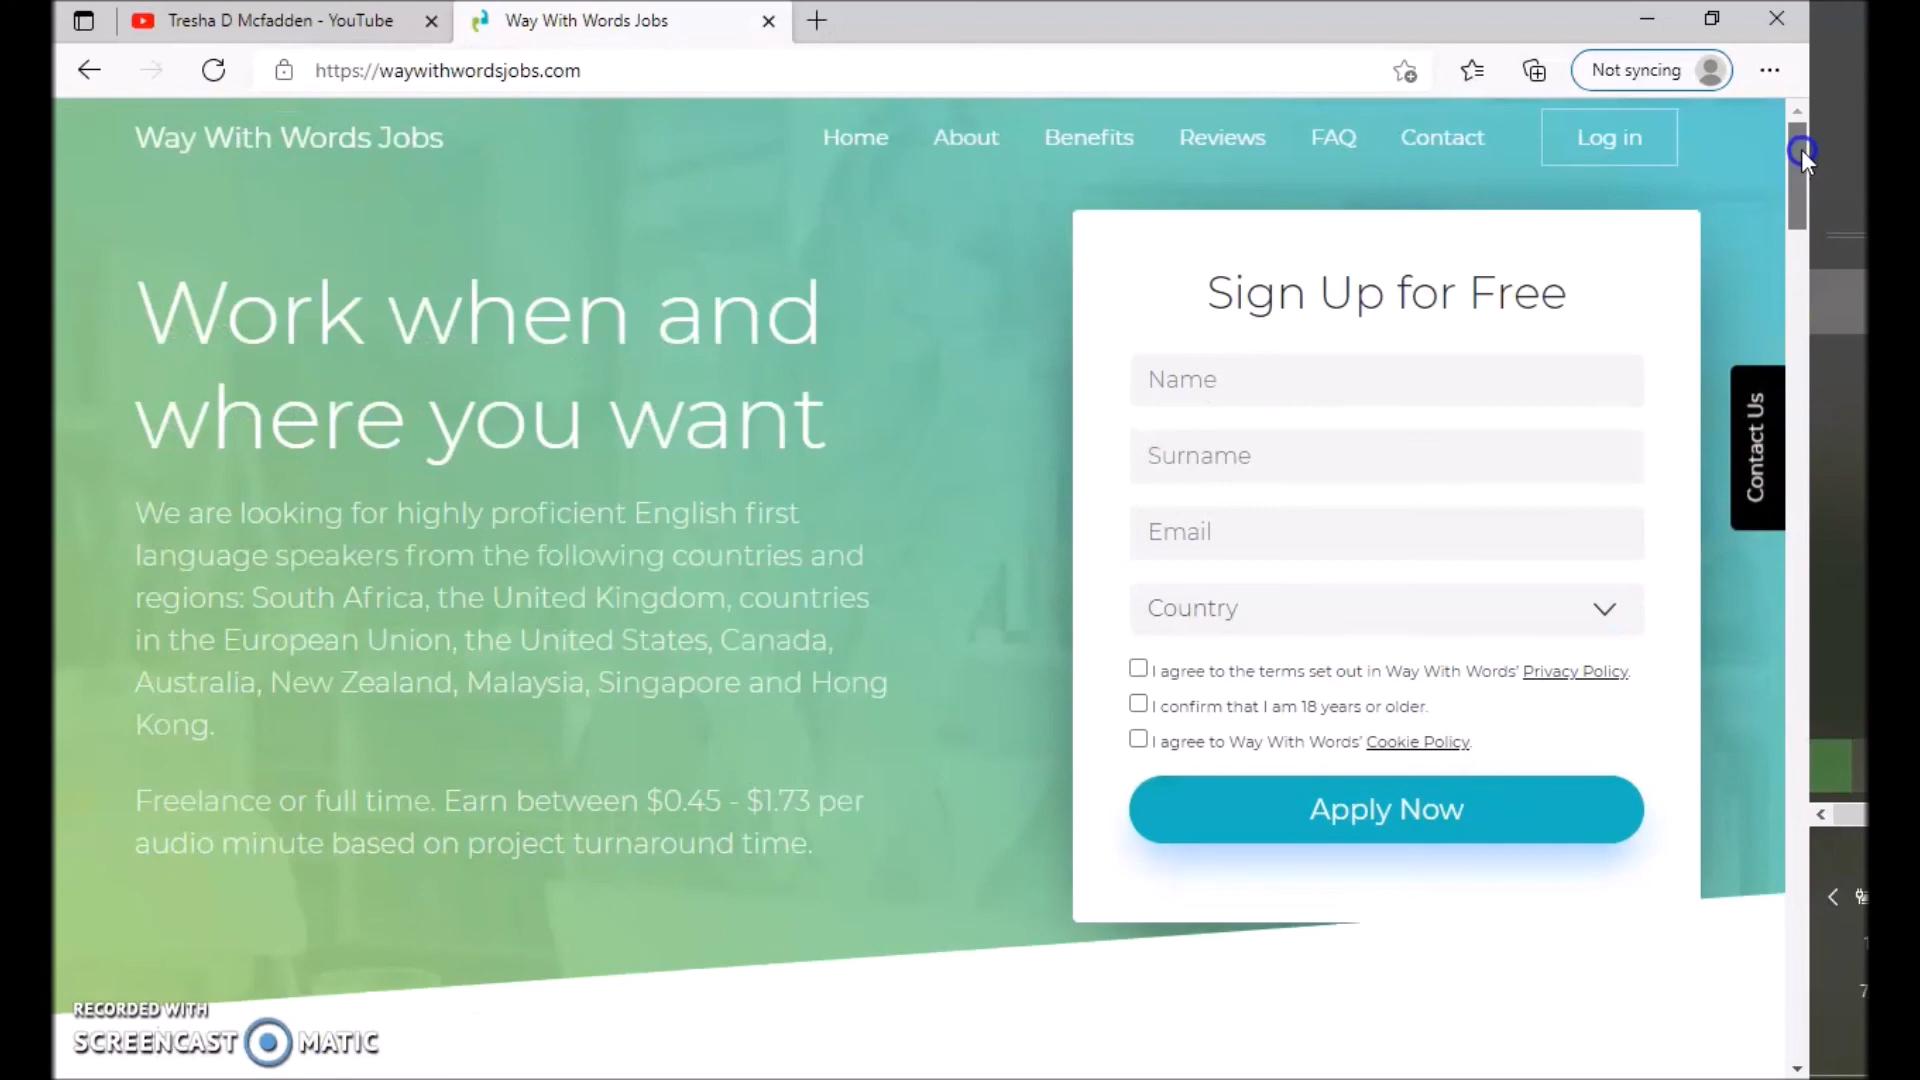 Tresha D Mcfadden - YouTube
Way With Words Jobs
https://waywithwordsjobs.com
Not syncing
Way With Words Jobs
Home
About
Benefits
Reviews
FAQ
Contact
Log in
Work when and
where you want
We are looking for highly proficient English first
language speakers from the following countries and
regions: South Africa, the United Kingdom, countries
in the European Union, the United States, Canada,
Australia, New Zealand, Malaysia, Singapore and Hong
Kong.
Freelance or full time. Earn between $0.45 - $1.73 per
audio minute based on project turnaround time.
Sign Up for Free
Name
Surname
Email
Country
I agree to the terms set out in Way With Words' Privacy Policy.
I confirm that I am 18 years or older.
I agree to Way With Words' Cookie Policy.
Apply Now
Contact Us
RECORDED WITH
SCREENCAST MATIC